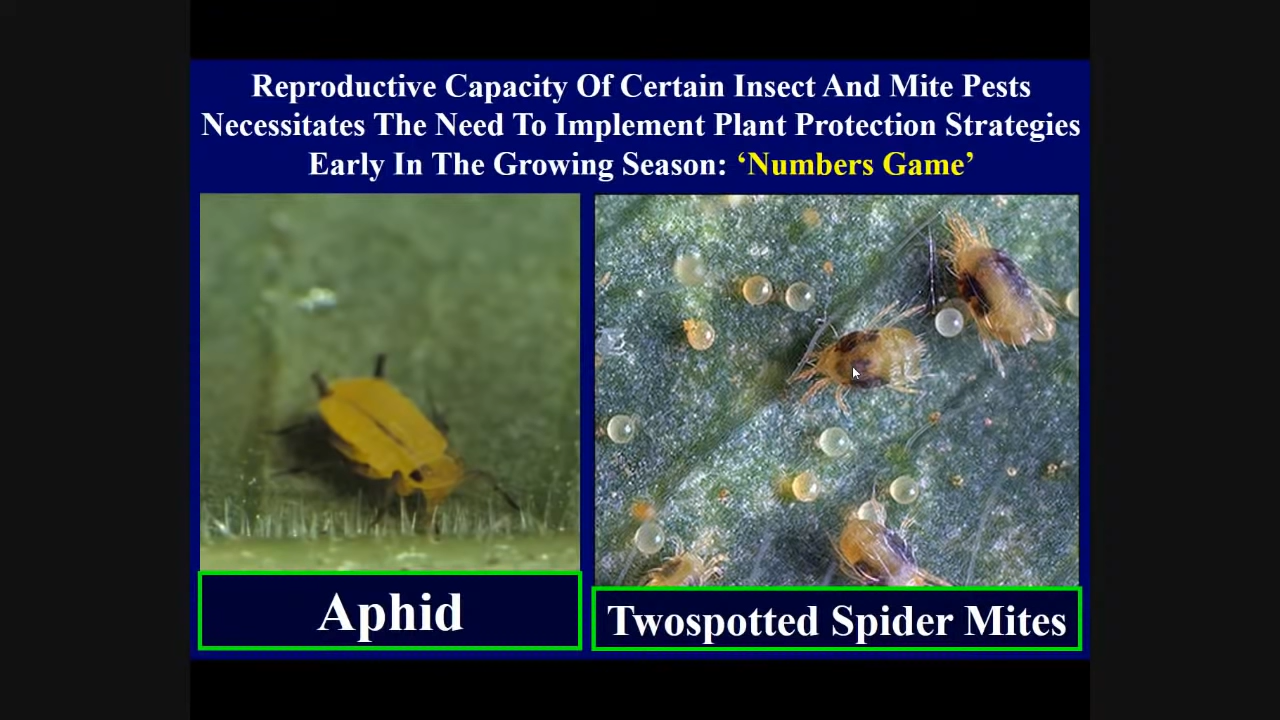 Reproductive Capacity Of Certain Insect And Mite Pests
Necessitates The Need To Implement Plant Protection Strategies
Early In The Growing Season: ‘Numbers Game’
Aphid
Twospotted Spider Mites